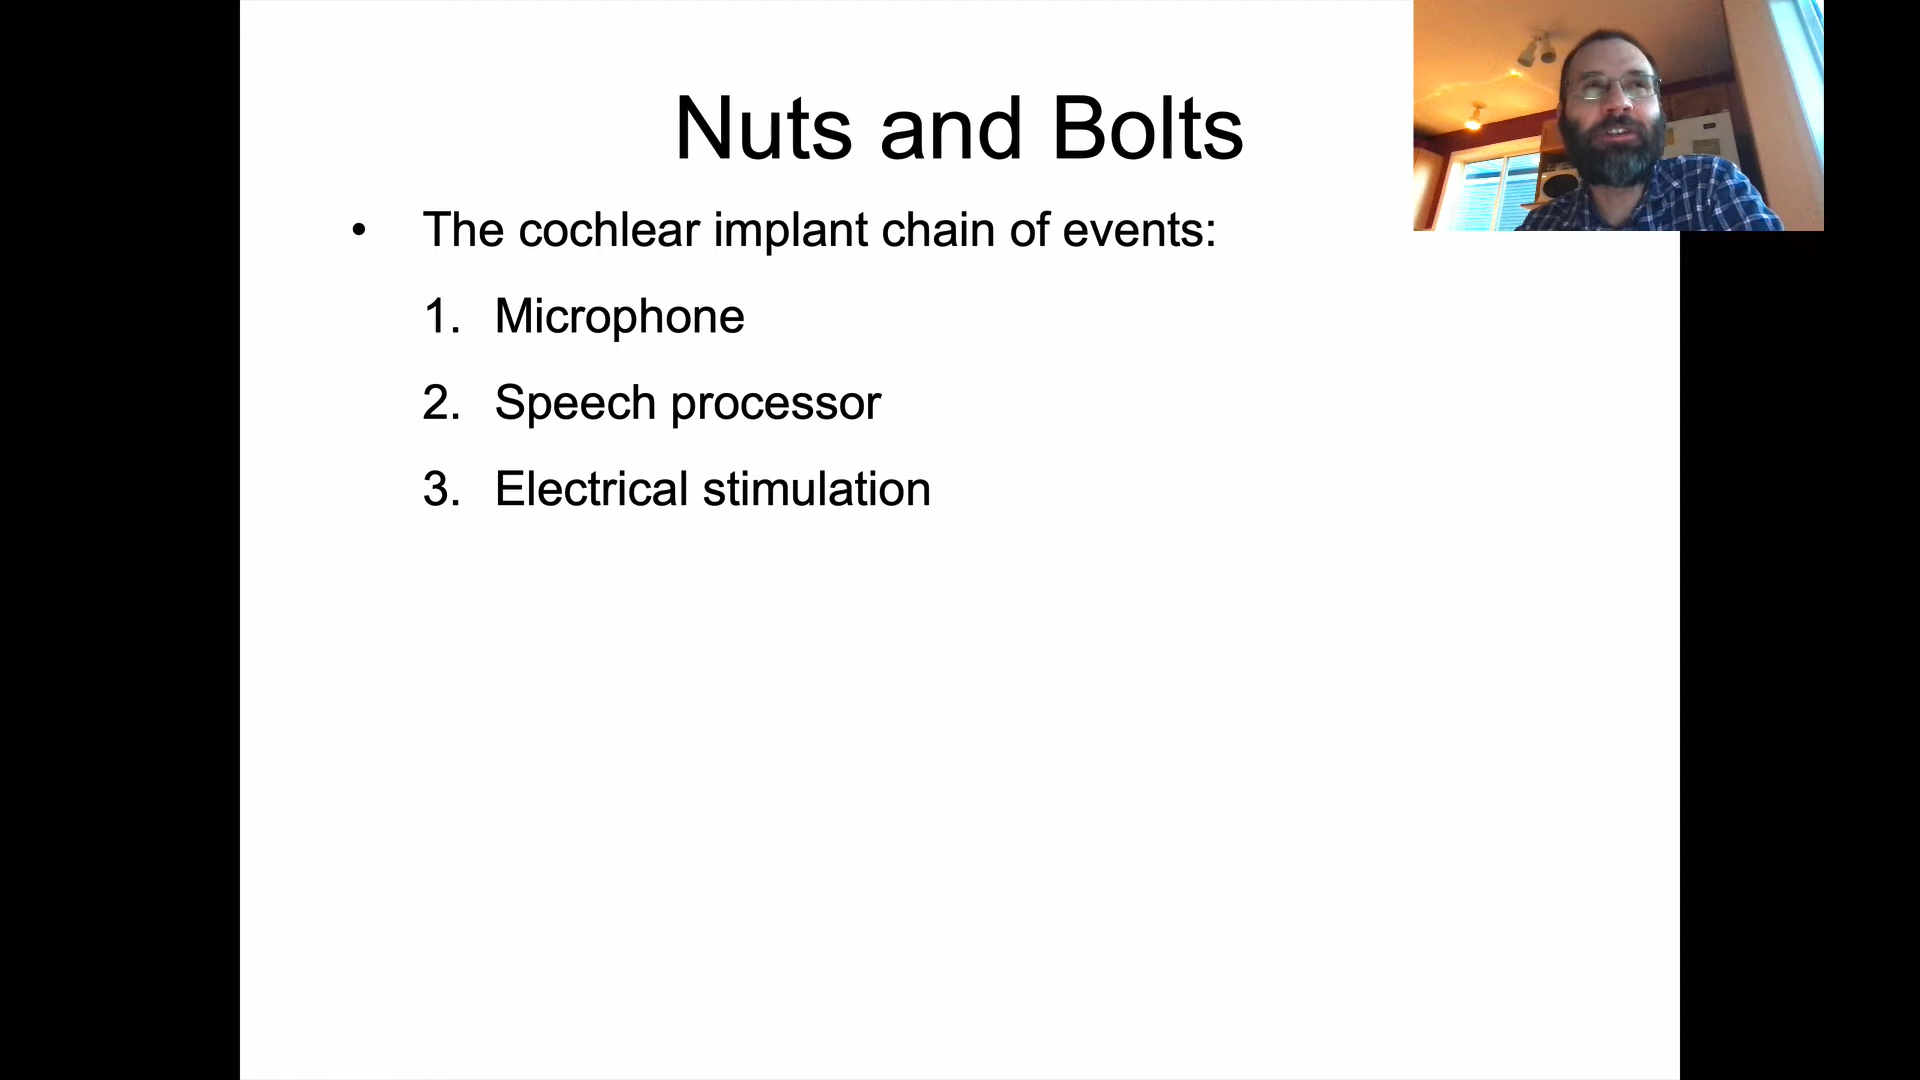 Nuts and Bolts
• The cochlear implant chain of events:
1. Microphone
2. Speech processor
3. Electrical stimulation